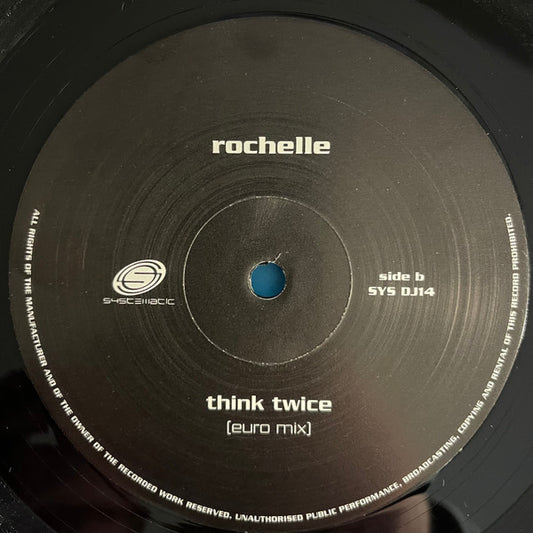 rochelle
systematic
side b
SYS DJ14
think twice
(euro mix)
ALL RIGHTS OF THE MANUFACTURER AND OF THE OWNER OF THE RECORDED WORK RESERVED. UNAUTHORISED PUBLIC PERFORMANCE, BROADCASTING, COPYING AND RENTAL OF THIS RECORD PROHIBITED.